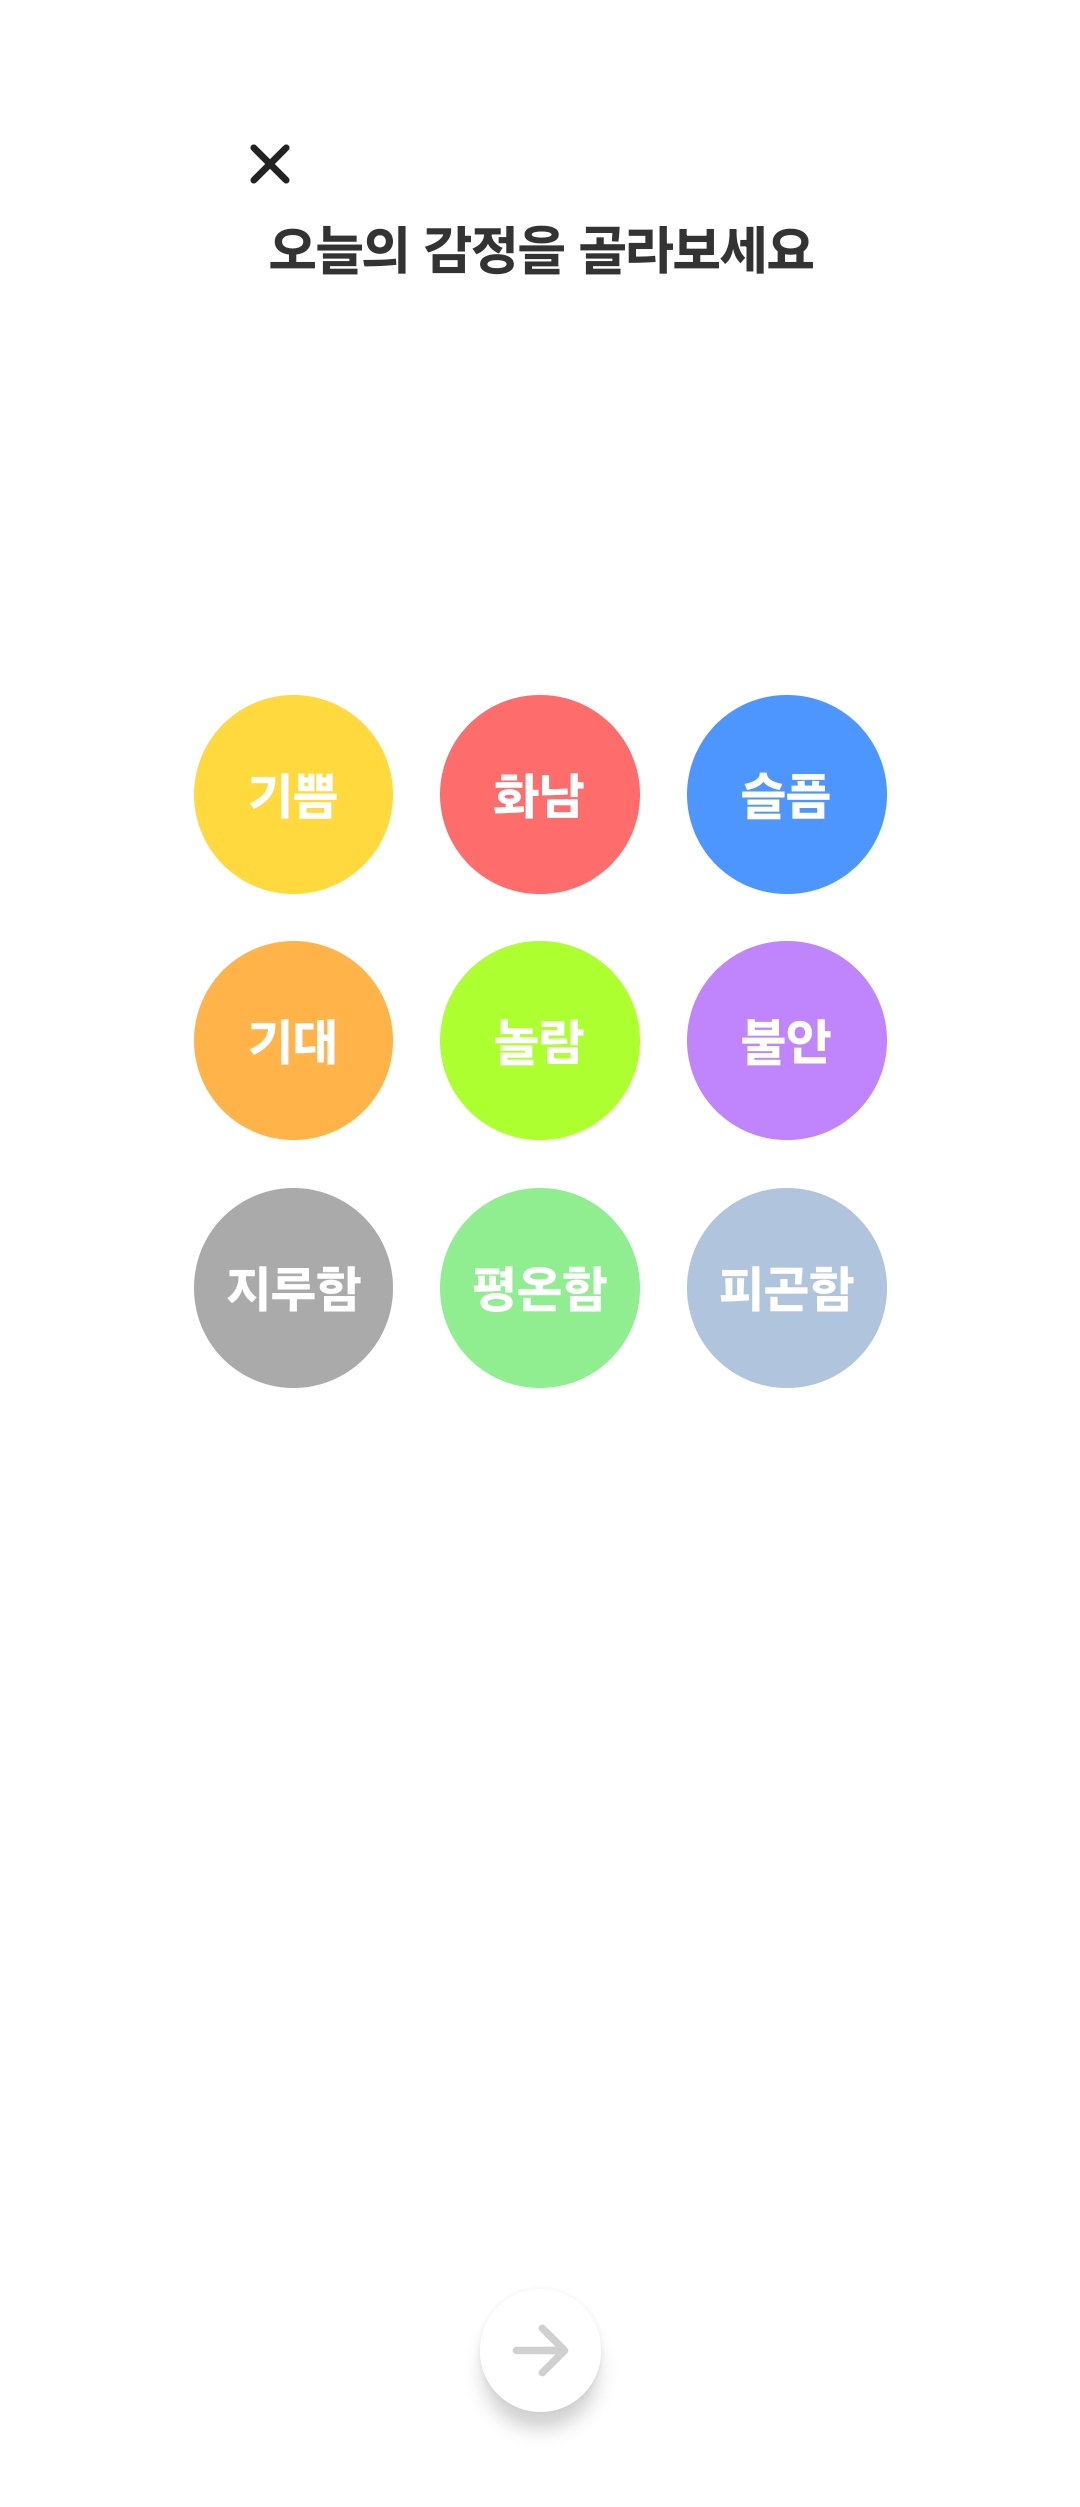 오늘의 감정을 골라보세요
기쁨 화남 슬픔
기대 놀람 불안
지루함 평온함 피곤함